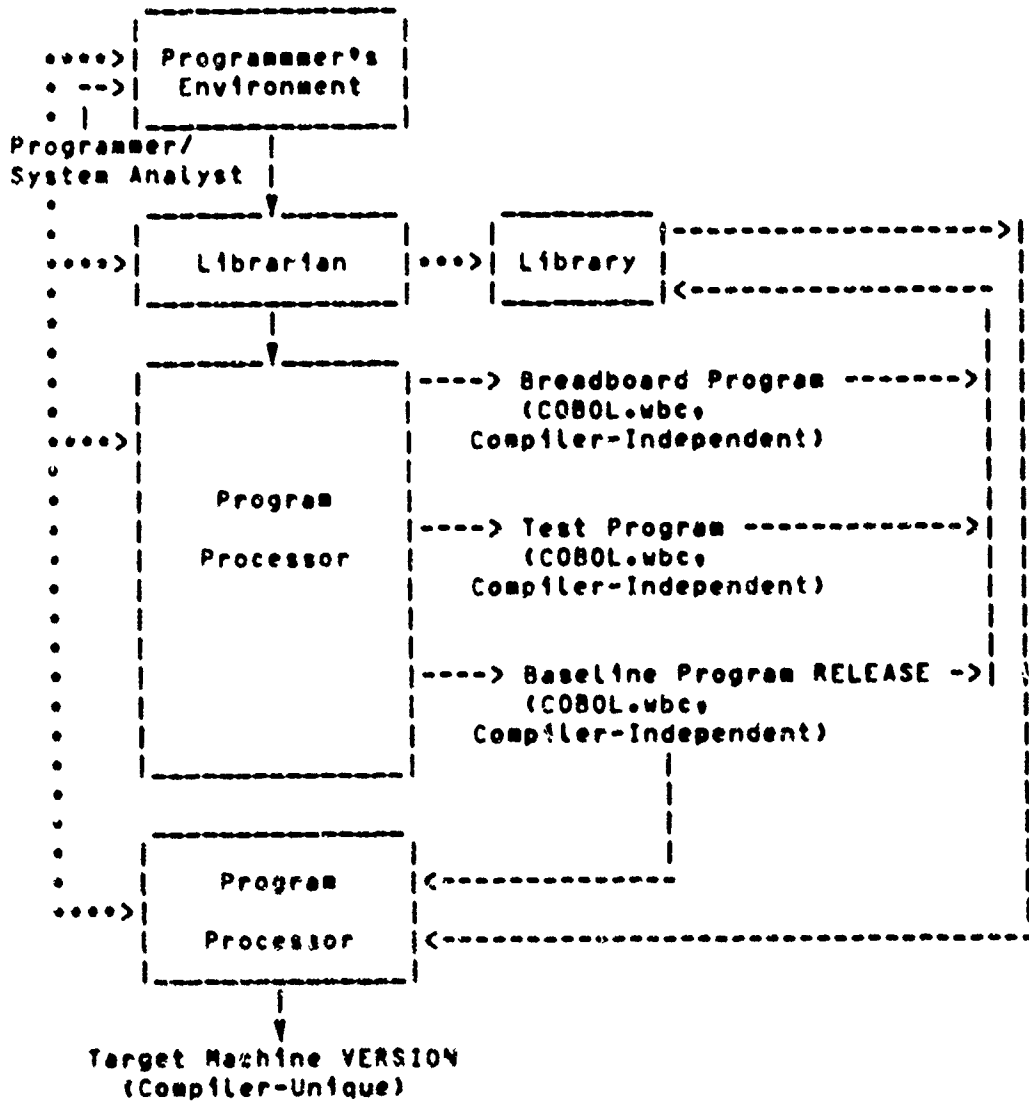 Programmmer's
Environment
Programmer/
System Analyst
Librarian
Library
Breadboard Program
(COBOL.wbc,
Compiler-Independent)
Program
Processor
Test Program
(COBOL.wbc,
Compiler-Independent)
Baseline Program RELEASE
(COBOL.wbc,
Compiler-Independent)
Program
Processor
Target Machine VERSION
(Compiler-Unique)